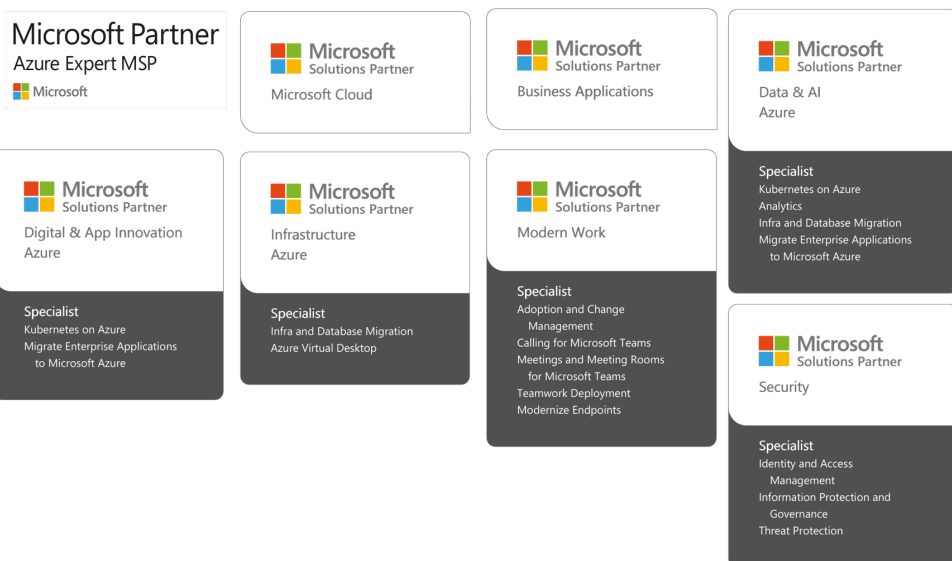 Microsoft Partner
Azure Expert MSP
Microsoft
Microsoft
Solutions Partner
Microsoft Cloud
Microsoft
Solutions Partner
Business Applications
Microsoft
Solutions Partner
Data & AI
Azure
Specialist
Kubernetes on Azure
Analytics
Infra and Database Migration
Migrate Enterprise Applications
to Microsoft Azure
Microsoft
Solutions Partner
Digital & App Innovation
Azure
Specialist
Kubernetes on Azure
Migrate Enterprise Applications
to Microsoft Azure
Microsoft
Solutions Partner
Infrastructure
Azure
Specialist
Infra and Database Migration
Azure Virtual Desktop
Microsoft
Solutions Partner
Modern Work
Specialist
Adoption and Change
Management
Calling for Microsoft Teams
Meetings and Meeting Rooms
for Microsoft Teams
Teamwork Deployment
Modernize Endpoints
Microsoft
Solutions Partner
Security
Specialist
Identity and Access
Management
Information Protection and
Governance
Threat Protection